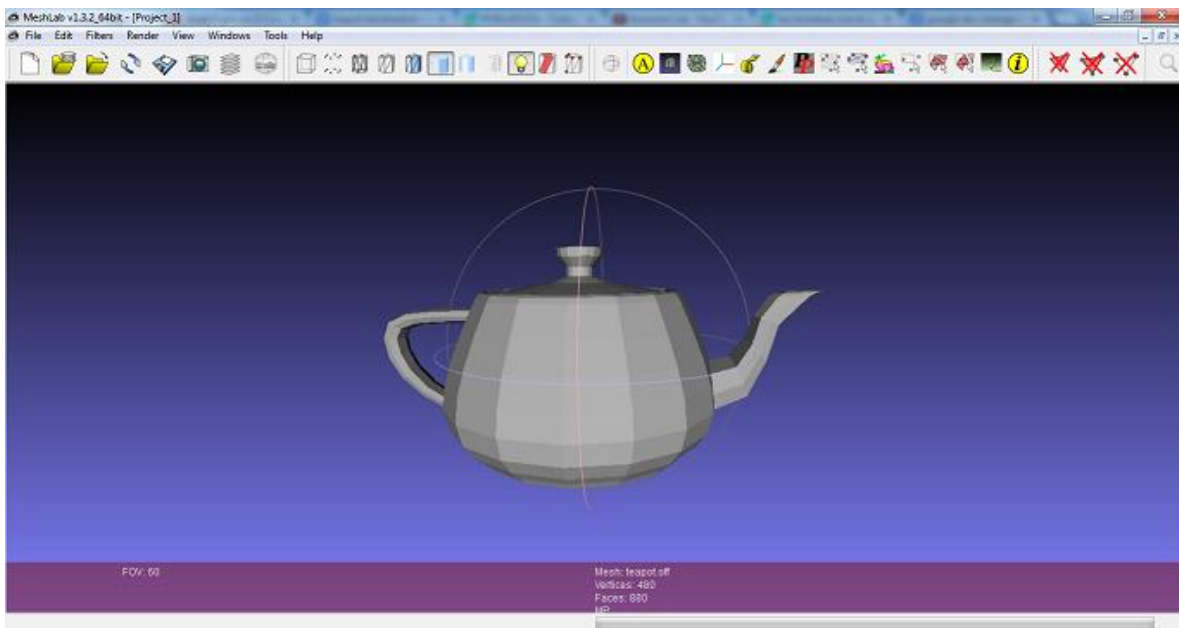 MeshLab v1.3.2_64bit - [Project_1]
File Edit Filters Render View Windows Tools Help
FOV: 60
Mesh: teapot.off
Vertices: 480
Faces: 880